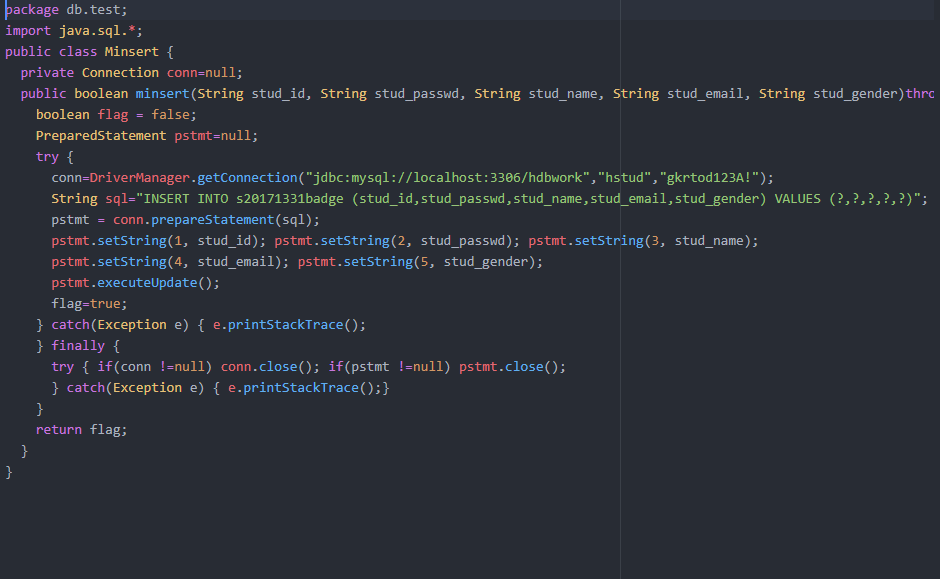 package db.test;
import java.sql.*;
public class Minsert {
  private Connection conn=null;
  public boolean minsert(String stud_id, String stud_passwd, String stud_name, String stud_email, String stud_gender)thro
    boolean flag = false;
    PreparedStatement pstmt=null;
    try {
      conn=DriverManager.getConnection("jdbc:mysql://localhost:3306/hdbwork","hstud","gkrtod123A!");
      String sql="INSERT INTO s20171331badge (stud_id,stud_passwd,stud_name,stud_email,stud_gender) VALUES (?,?,?,?,?)";
      pstmt = conn.prepareStatement(sql);
      pstmt.setString(1, stud_id); pstmt.setString(2, stud_passwd); pstmt.setString(3, stud_name);
      pstmt.setString(4, stud_email); pstmt.setString(5, stud_gender);
      pstmt.executeUpdate();
      flag=true;
    } catch(Exception e) { e.printStackTrace();
    } finally {
      try { if(conn !=null) conn.close(); if(pstmt !=null) pstmt.close();
      } catch(Exception e) { e.printStackTrace();}
    }
    return flag;
  }
}